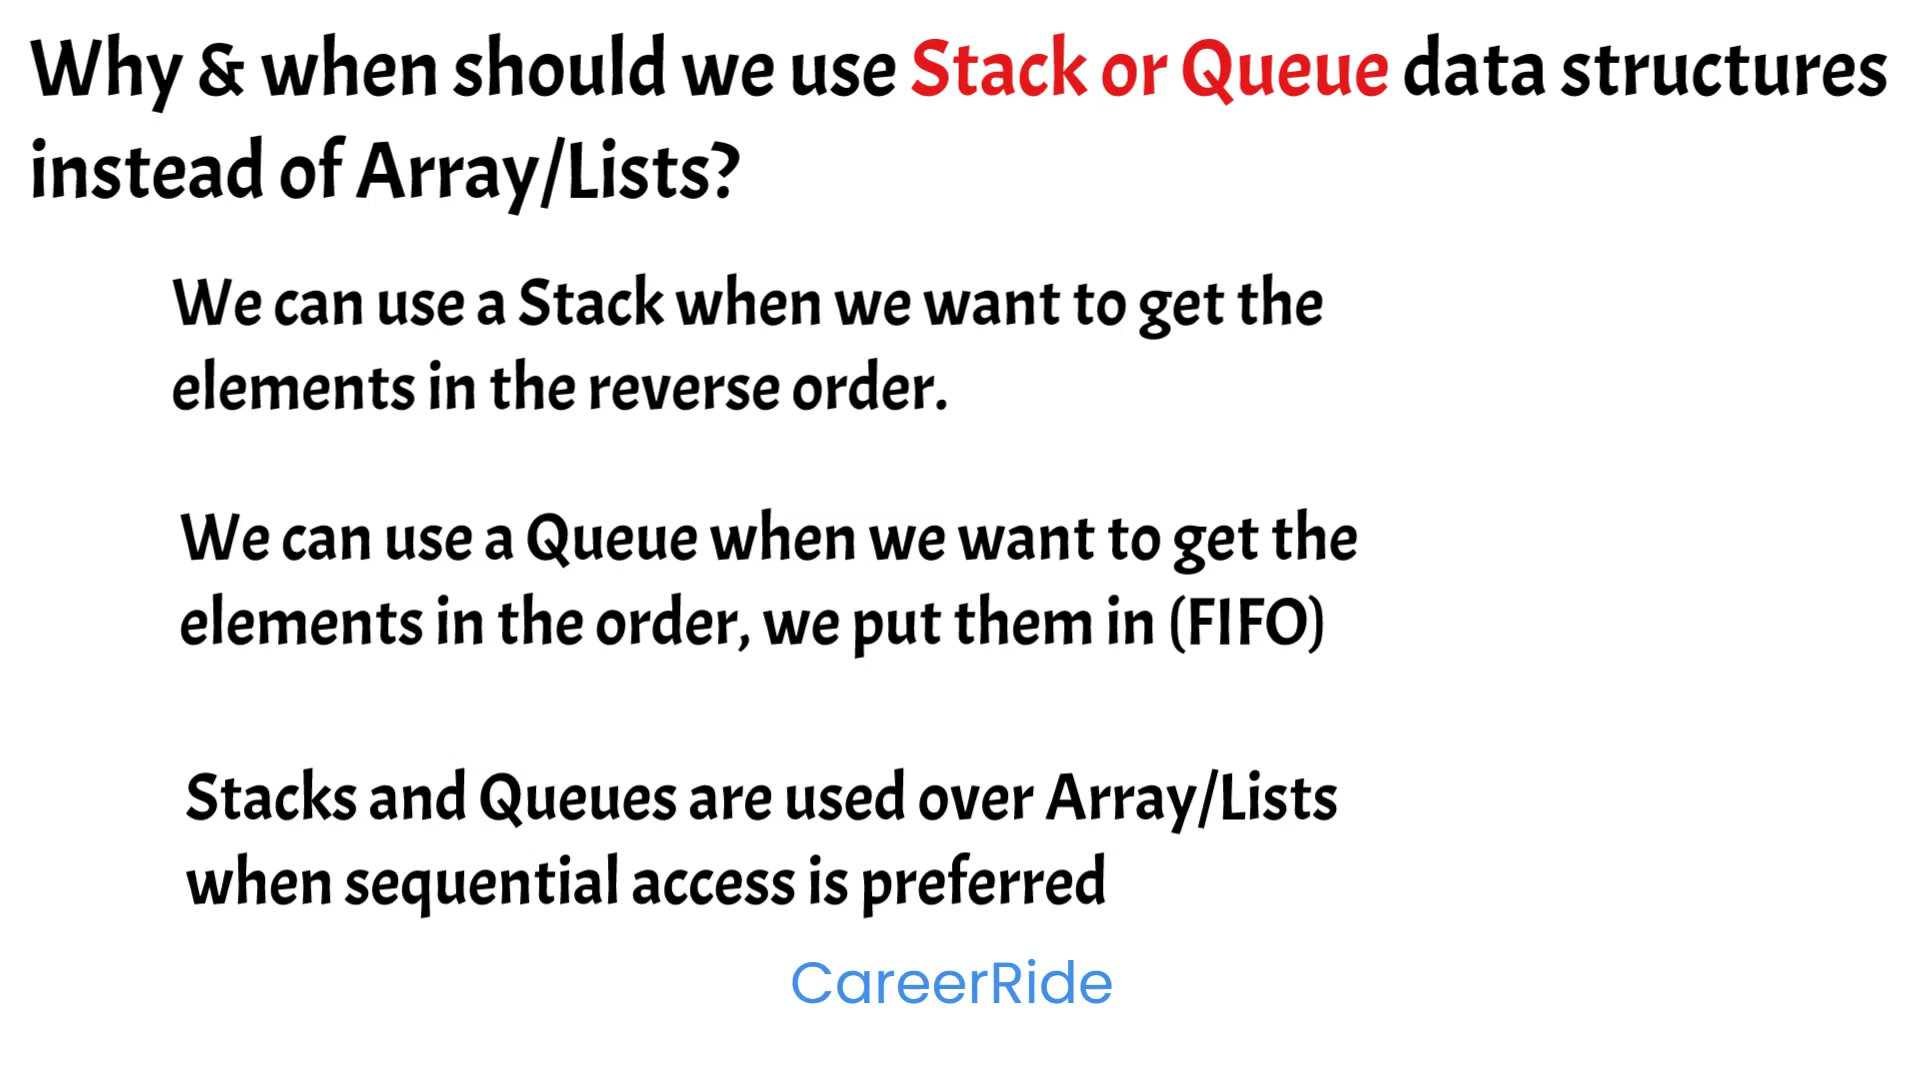 Why & when should we use Stack or Queue data structures
instead of Array/Lists?
We can use a Stack when we want to get the
elements in the reverse order.
We can use a Queue when we want to get the
elements in the order, we put them in (FIFO)
Stacks and Queues are used over Array/Lists
when sequential access is preferred
CareerRide